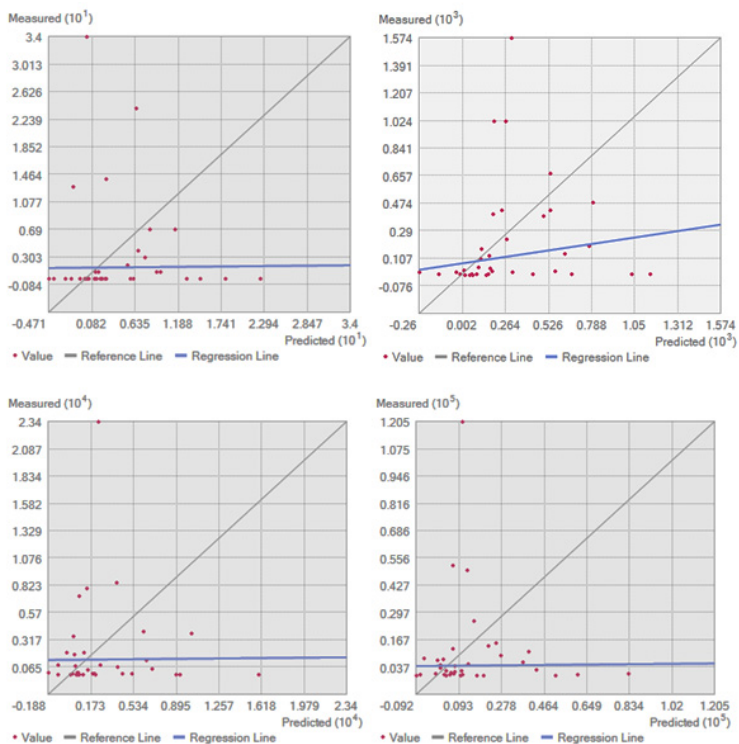 Measured (10¹)
3.4
3.013
2.626
2.239
1.852
1.464
1.077
0.69
0.303
-0.084
-0.471 0.082 0.635 1.188 1.741 2.294 2.847 3.4
Predicted (10¹)
Value Reference Line Regression Line
Measured (10³)
1.574
1.391
1.207
1.024
0.841
0.657
0.474
0.29
0.107
-0.076
-0.26 0.002 0.264 0.526 0.788 1.05 1.312 1.574
Predicted (10³)
Value Reference Line Regression Line
Measured (10⁴)
2.34
2.087
1.834
1.582
1.329
1.076
0.823
0.57
0.317
0.065
-0.188 0.173 0.534 0.895 1.257 1.618 1.979 2.34
Predicted (10⁴)
Value Reference Line Regression Line
Measured (10⁵)
1.205
1.075
0.946
0.816
0.686
0.556
0.427
0.297
0.167
0.037
-0.092 0.093 0.278 0.464 0.649 0.834 1.02 1.205
Predicted (10⁵)
Value Reference Line Regression Line